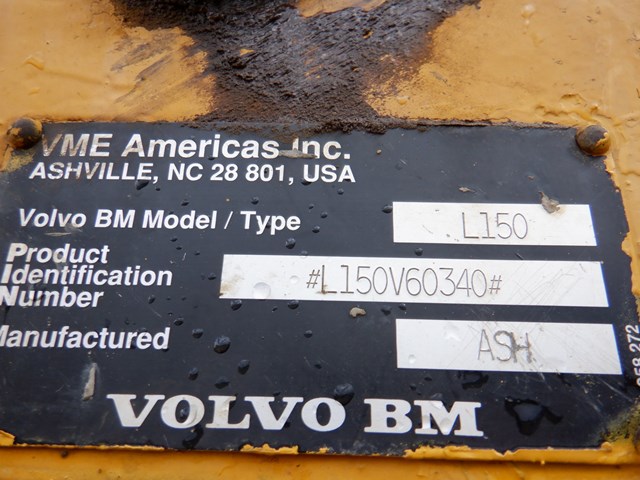 VME Americas Inc.
ASHVILLE, NC 28 801, USA
Volvo BM Model / Type L150
Product
Identification #L150V60340#
Number
Manufactured ASH
VOLVO BM